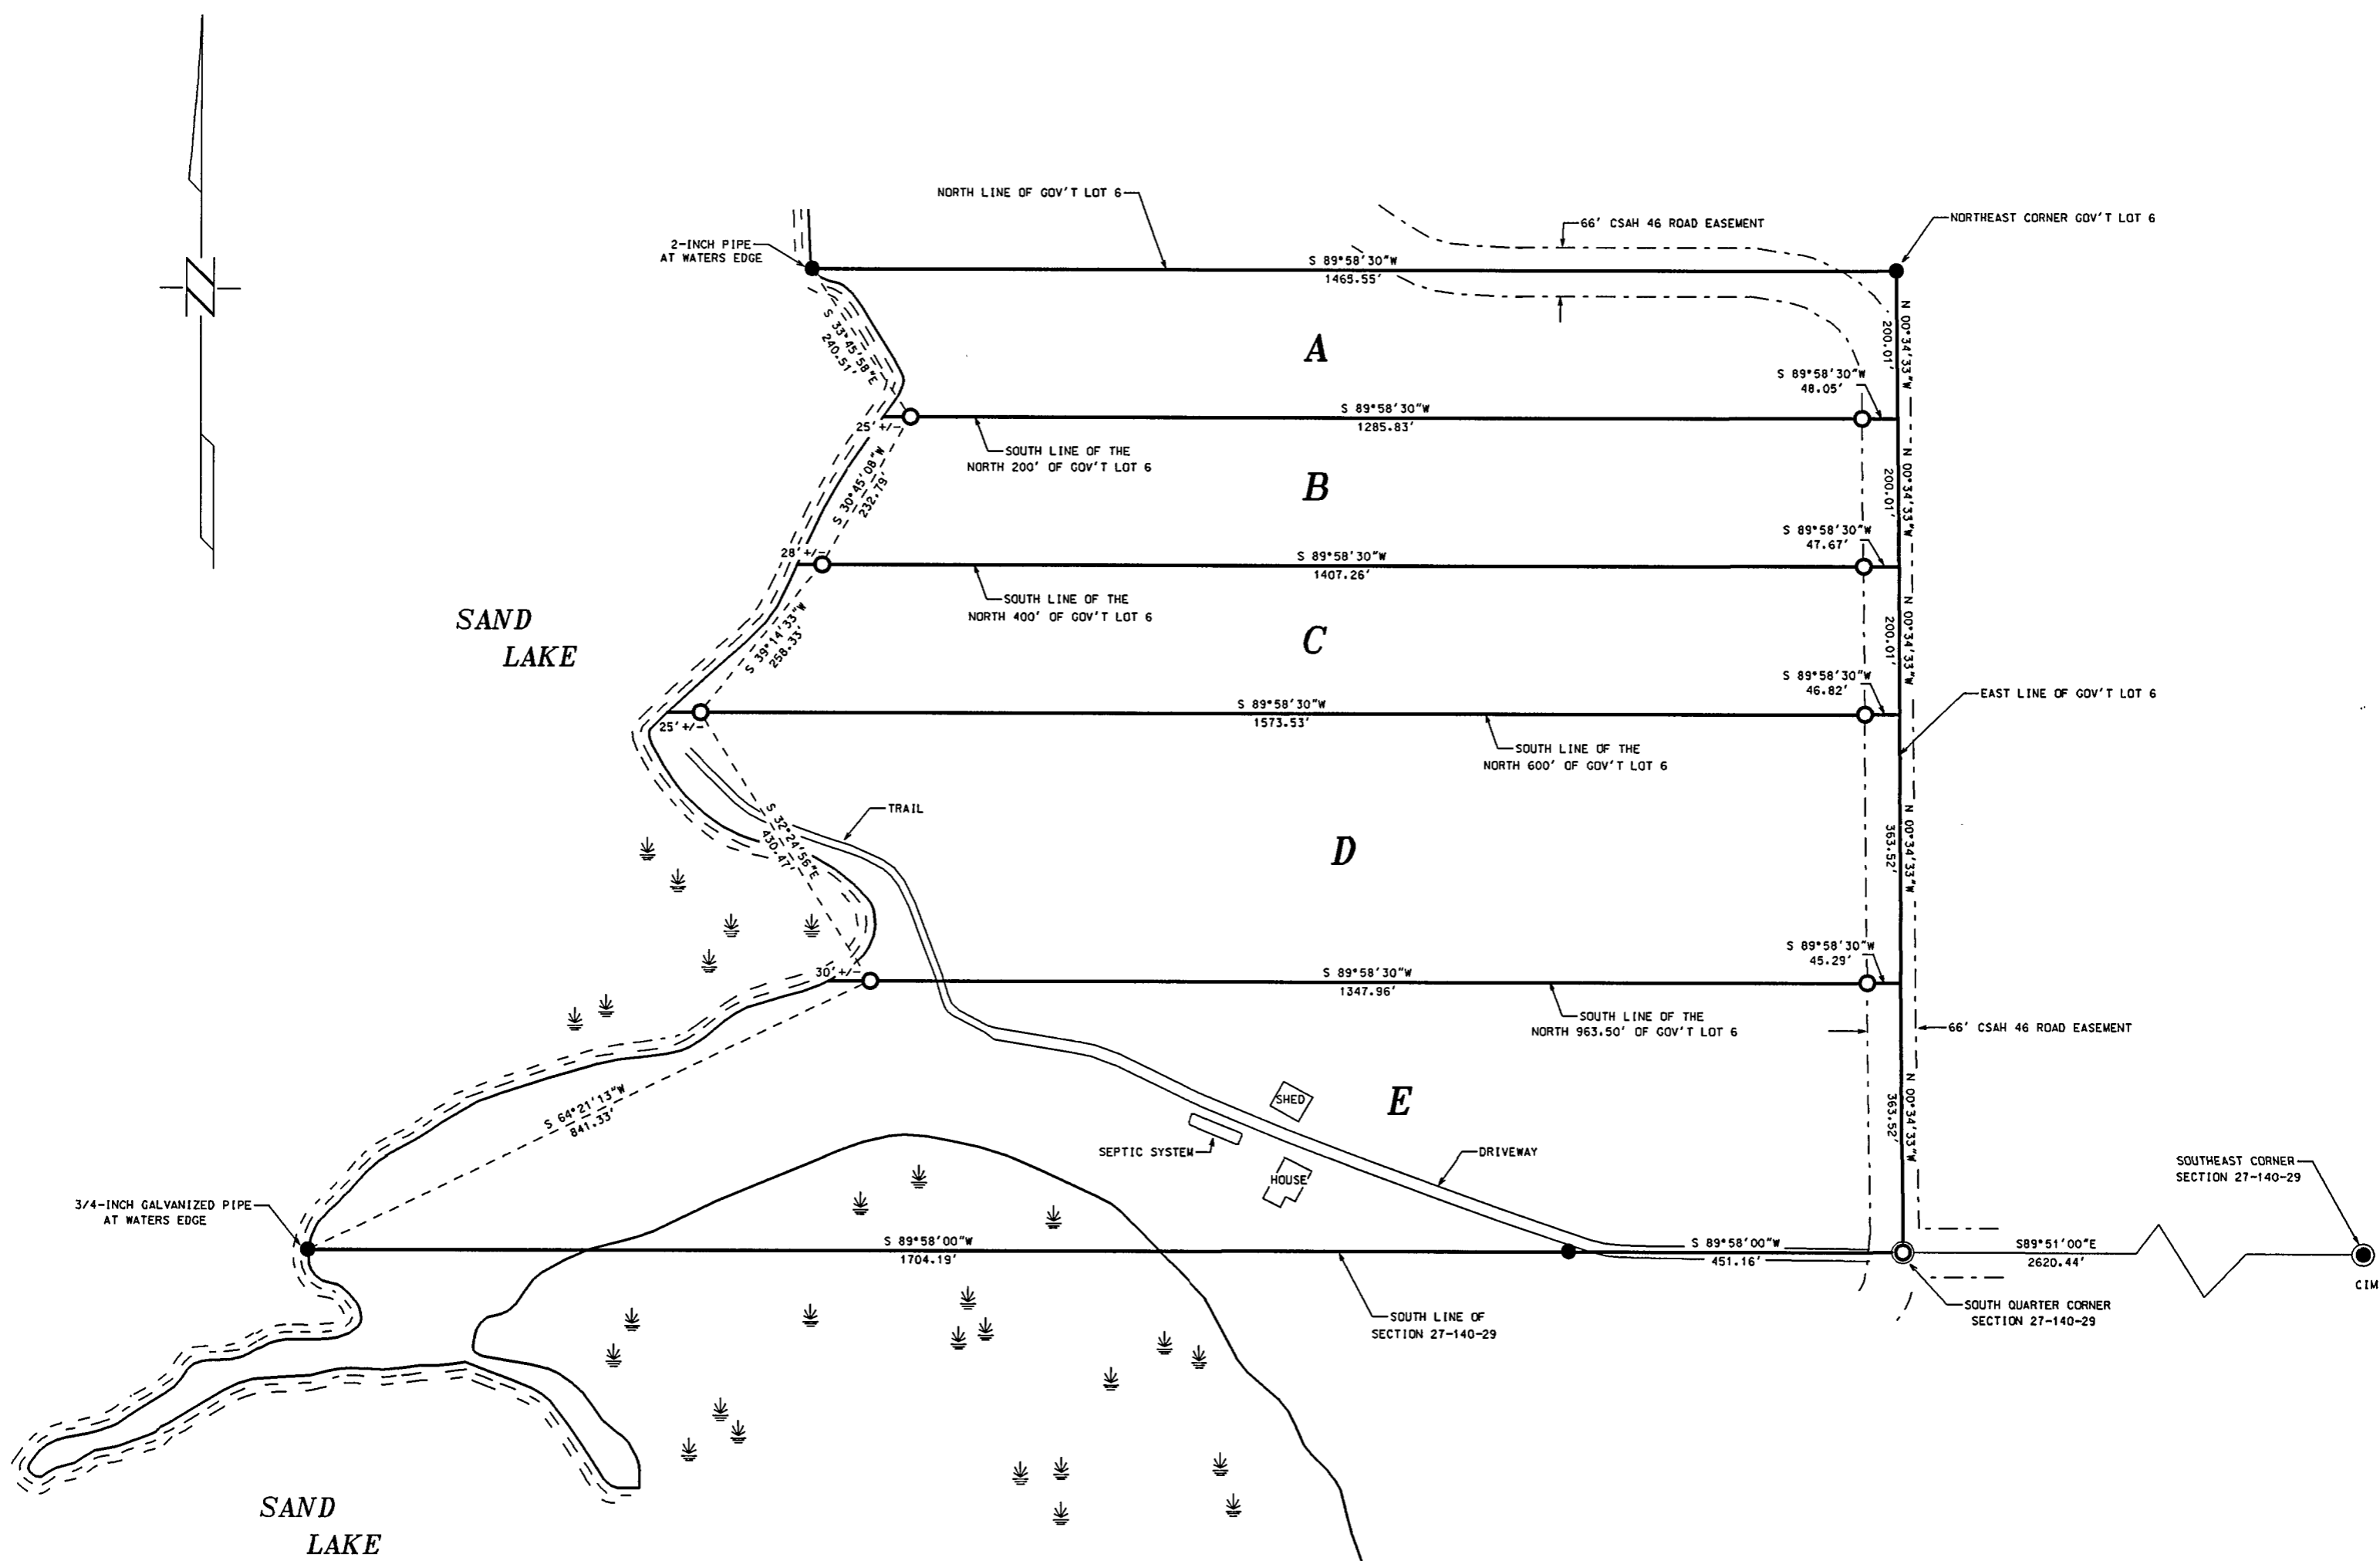 NORTH LINE OF GOV'T LOT 6
66' CSAH 46 ROAD EASEMENT
NORTHEAST CORNER GOV'T LOT 6
2-INCH PIPE
AT WATERS EDGE
S 89°58'30"W
1465.55'
S 33°45'58"E
240.51'
A
N 00°34'33"W
200.01'
S 89°58'30"W
48.05'
S 89°58'30"W
1285.83'
25' +/-
SOUTH LINE OF THE
NORTH 200' OF GOV'T LOT 6
S 30°45'08"W
232.79'
B
N 00°34'33"W
200.01'
S 89°58'30"W
47.67'
28' +/-
S 89°58'30"W
1407.26'
SOUTH LINE OF THE
NORTH 400' OF GOV'T LOT 6
SAND
LAKE
S 39°14'33"W
258.33'
C
N 00°34'33"W
200.01'
S 89°58'30"W
46.82'
EAST LINE OF GOV'T LOT 6
25' +/-
S 89°58'30"W
1573.53'
SOUTH LINE OF THE
NORTH 600' OF GOV'T LOT 6
TRAIL
S 32°24'56"E
430.47'
D
N 00°34'33"W
363.52'
S 89°58'30"W
45.29'
30' +/-
S 89°58'30"W
1347.96'
SOUTH LINE OF THE
NORTH 963.50' OF GOV'T LOT 6
66' CSAH 46 ROAD EASEMENT
S 64°21'13"W
841.33'
E
SHED
SEPTIC SYSTEM
HOUSE
DRIVEWAY
N 00°34'33"W
363.52'
SOUTHEAST CORNER
SECTION 27-140-29
3/4-INCH GALVANIZED PIPE
AT WATERS EDGE
S 89°58'00"W
1704.19'
S 89°58'00"W
451.16'
S89°51'00"E
2620.44'
CIM
SOUTH LINE OF
SECTION 27-140-29
SOUTH QUARTER CORNER
SECTION 27-140-29
SAND
LAKE